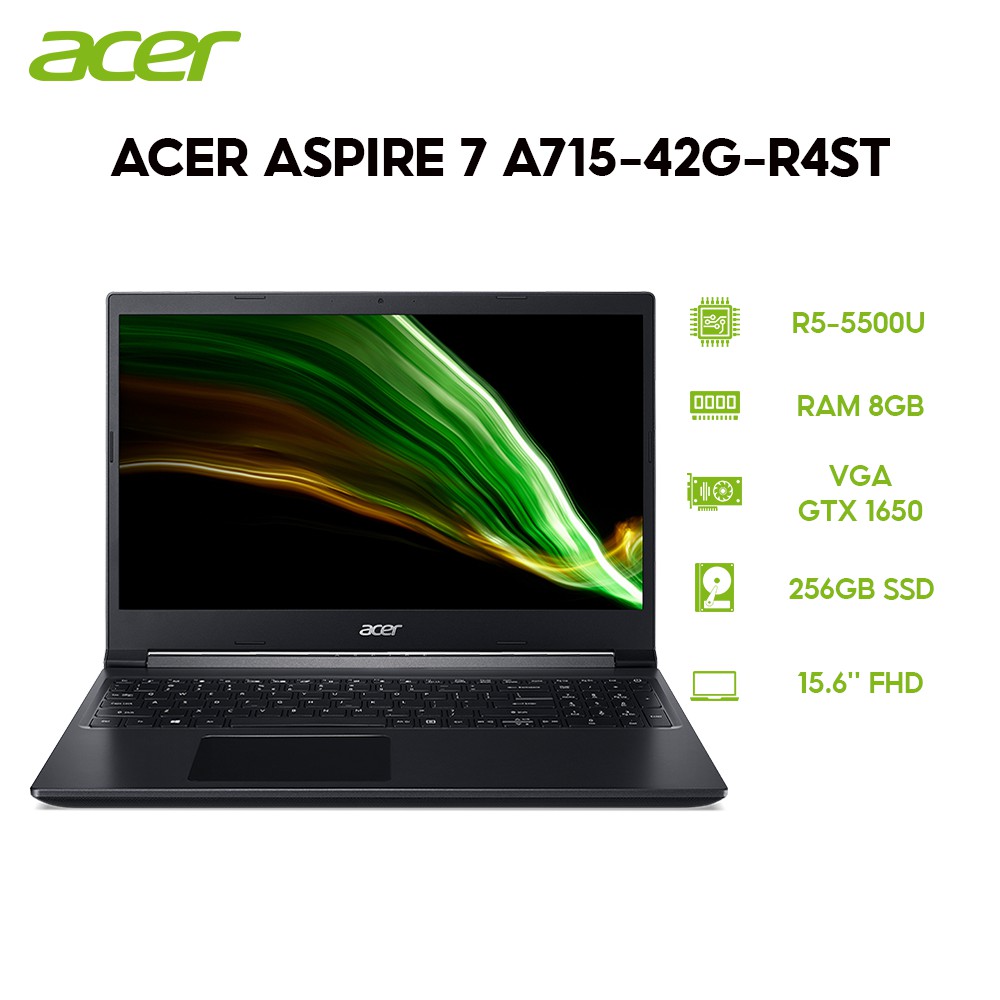 acer
ACER ASPIRE 7 A715-42G-R4ST
R5-5500U
RAM 8GB
VGA
GTX 1650
256GB SSD
15.6'' FHD
acer